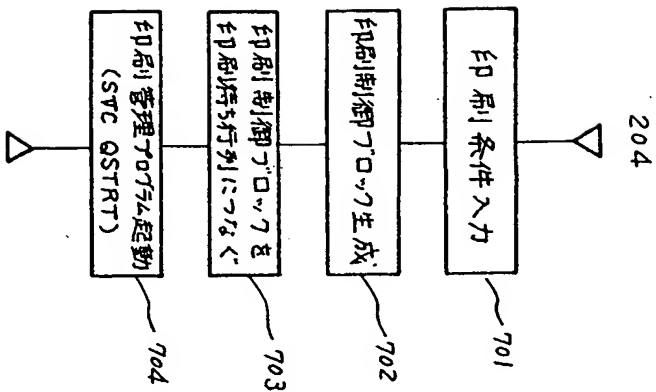 204
印刷条件入力
701
印刷制御ブロック生成
702
印刷制御ブロックを
印刷待ち行列につなぐ
703
印刷管理プログラム起動
(SVC QSTRT)
704